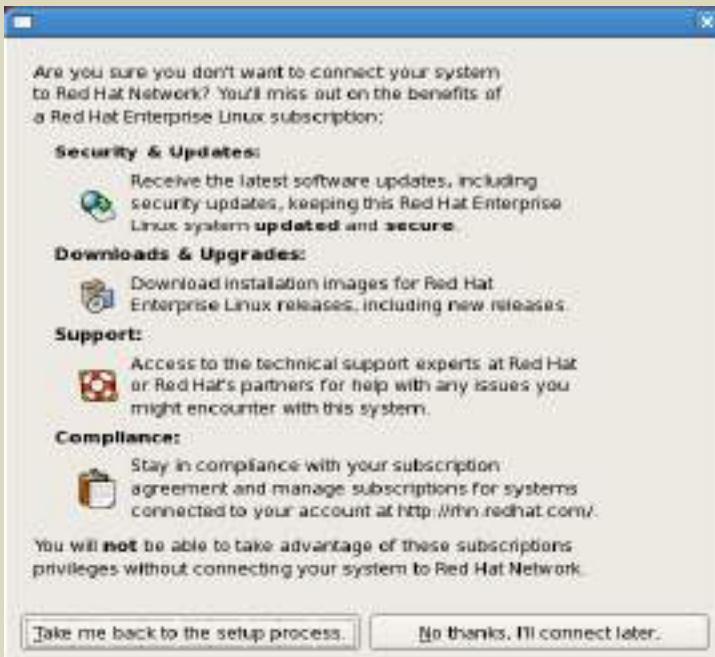 Are you sure you don't want to connect your system
to Red Hat Network? You'll miss out on the benefits of
a Red Hat Enterprise Linux subscription:
Security & Updates:
Receive the latest software updates, including
security updates, keeping this Red Hat Enterprise
Linux system updated and secure.
Downloads & Upgrades:
Download installation images for Red Hat
Enterprise Linux releases, including new releases.
Support:
Access to the technical support experts at Red Hat
or Red Hat's partners for help with any issues you
might encounter with this system.
Compliance:
Stay in compliance with your subscription
agreement and manage subscriptions for systems
connected to your account at http://rhn.redhat.com/.
You will not be able to take advantage of these subscriptions
privileges without connecting your system to Red Hat Network.
Take me back to the setup process.
No thanks, I'll connect later.